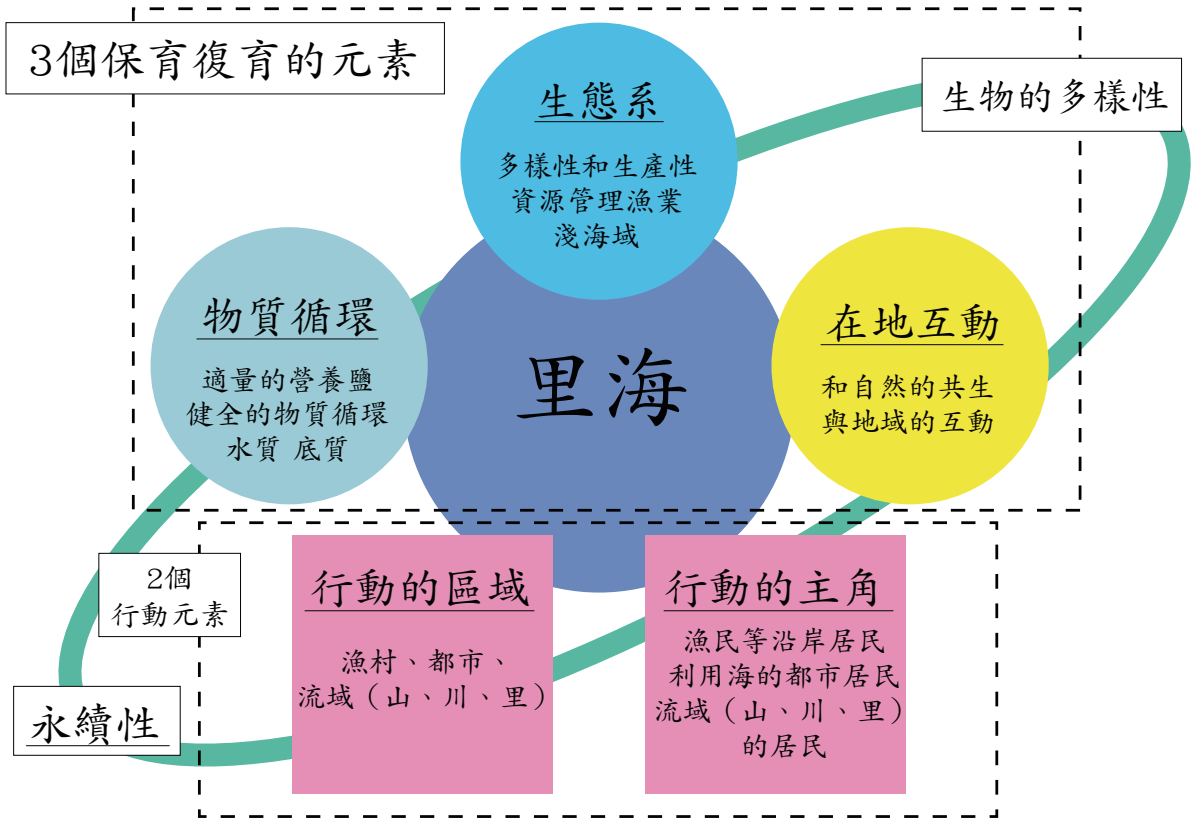 3個保育復育的元素
生態系
多樣性和生產性
資源管理漁業
淺海域
生物的多樣性
物質循環
適量的營養鹽
健全的物質循環
水質 底質
里海
在地互動
和自然的共生
與地域的互動
2個
行動元素
行動的區域
漁村、都市、
流域（山、川、里）
行動的主角
漁民等沿岸居民
利用海的都市居民
流域（山、川、里）
的居民
永續性